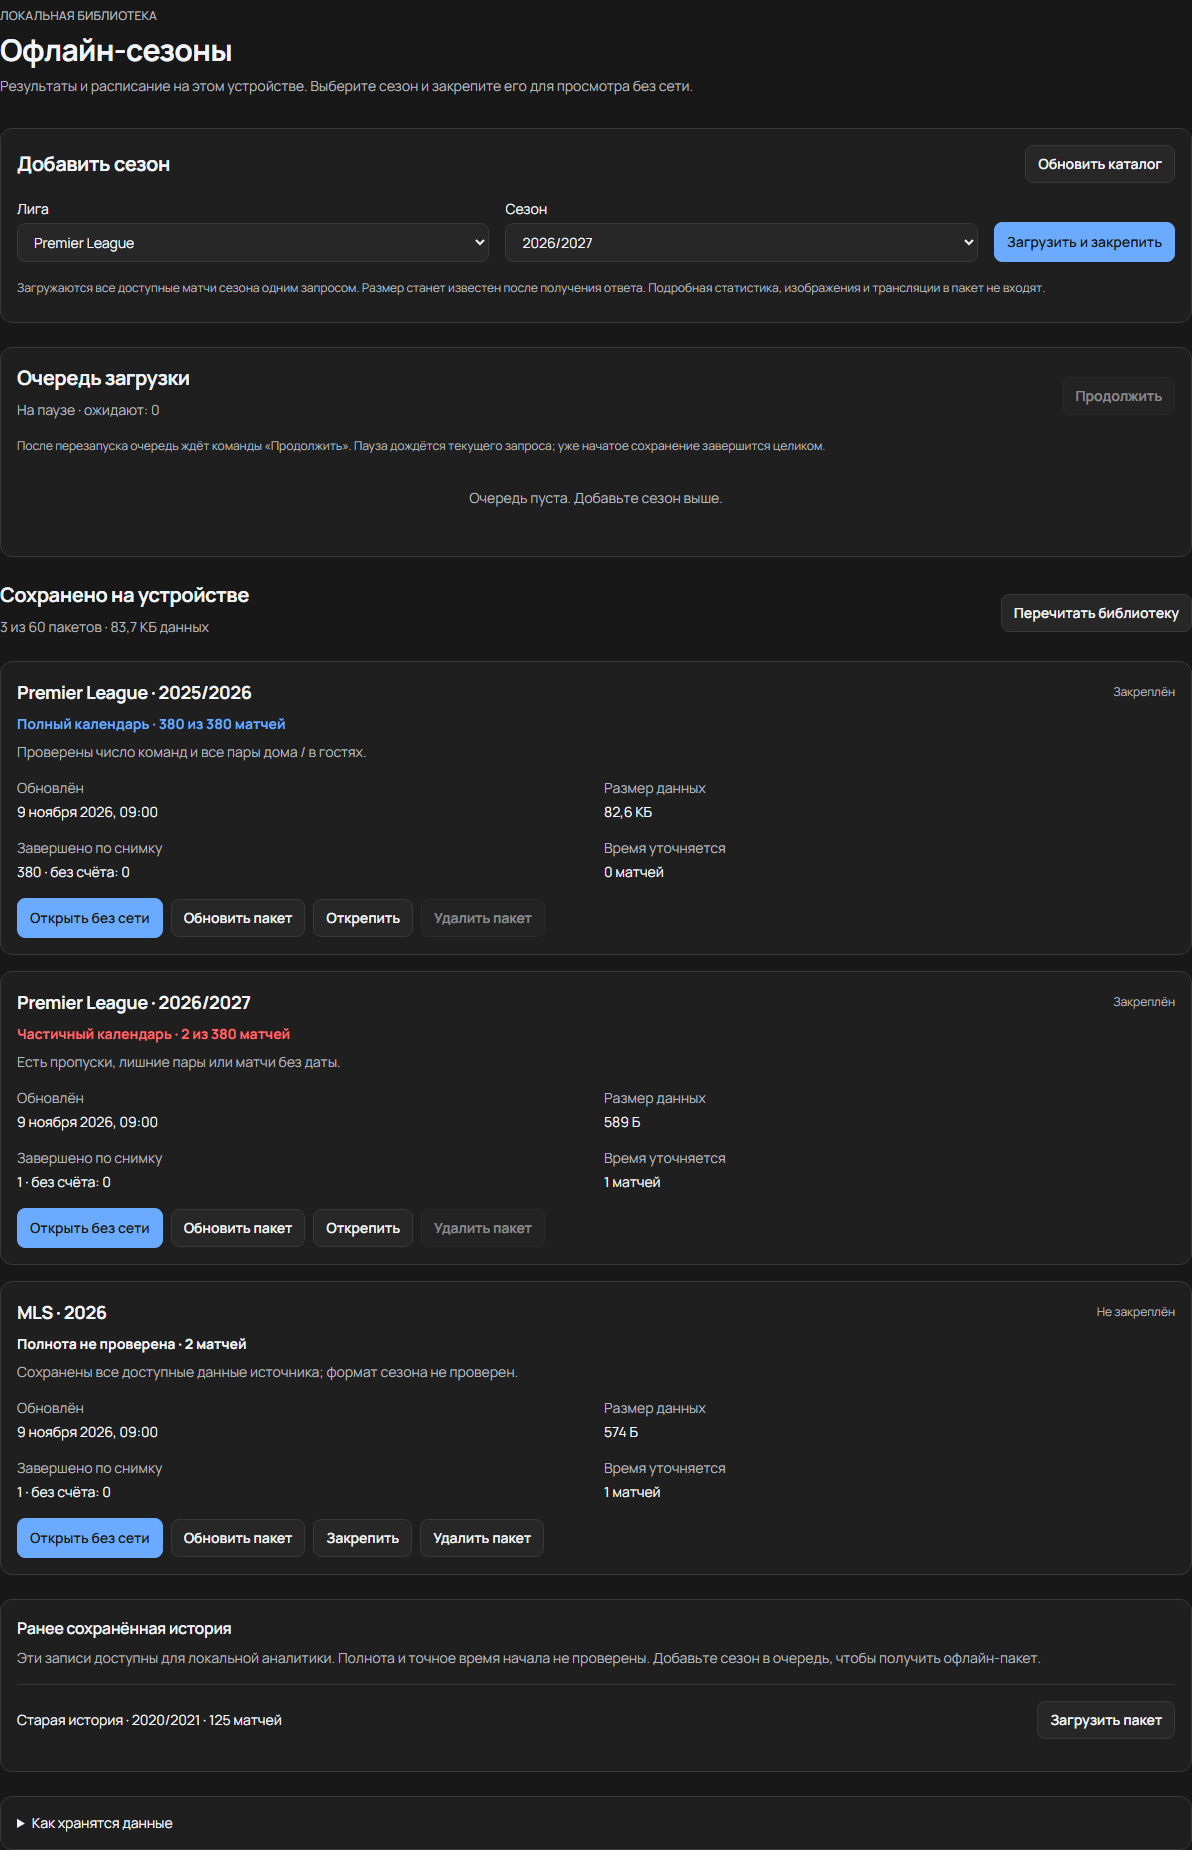 ЛОКАЛЬНАЯ БИБЛИОТЕКА
Офлайн-сезоны
Результаты и расписание на этом устройстве. Выберите сезон и закрепите его для просмотра без сети.
Добавить сезон
Обновить каталог
Лига
Сезон
Premier League
2026/2027
Загрузить и закрепить
Загружаются все доступные матчи сезона одним запросом. Размер станет известен после получения ответа. Подробная статистика, изображения и трансляции в пакет не входят.
Очередь загрузки
На паузе · ожидают: 0
Продолжить
После перезапуска очередь ждёт команды «Продолжить». Пауза дождётся текущего запроса; уже начатое сохранение завершится целиком.
Очередь пуста. Добавьте сезон выше.
Сохранено на устройстве
3 из 60 пакетов · 83,7 КБ данных
Перечитать библиотеку
Premier League · 2025/2026
Закреплён
Полный календарь · 380 из 380 матчей
Проверены число команд и все пары дома / в гостях.
Обновлён
Размер данных
9 ноября 2026, 09:00
82,6 КБ
Завершено по снимку
Время уточняется
380 · без счёта: 0
0 матчей
Открыть без сети
Обновить пакет
Открепить
Удалить пакет
Premier League · 2026/2027
Закреплён
Частичный календарь · 2 из 380 матчей
Есть пропуски, лишние пары или матчи без даты.
Обновлён
Размер данных
9 ноября 2026, 09:00
589 Б
Завершено по снимку
Время уточняется
1 · без счёта: 0
1 матчей
Открыть без сети
Обновить пакет
Открепить
Удалить пакет
MLS · 2026
Не закреплён
Полнота не проверена · 2 матчей
Сохранены все доступные данные источника; формат сезона не проверен.
Обновлён
Размер данных
9 ноября 2026, 09:00
574 Б
Завершено по снимку
Время уточняется
1 · без счёта: 0
1 матчей
Открыть без сети
Обновить пакет
Закрепить
Удалить пакет
Ранее сохранённая история
Эти записи доступны для локальной аналитики. Полнота и точное время начала не проверены. Добавьте сезон в очередь, чтобы получить офлайн-пакет.
Старая история · 2020/2021 · 125 матчей
Загрузить пакет
Как хранятся данные